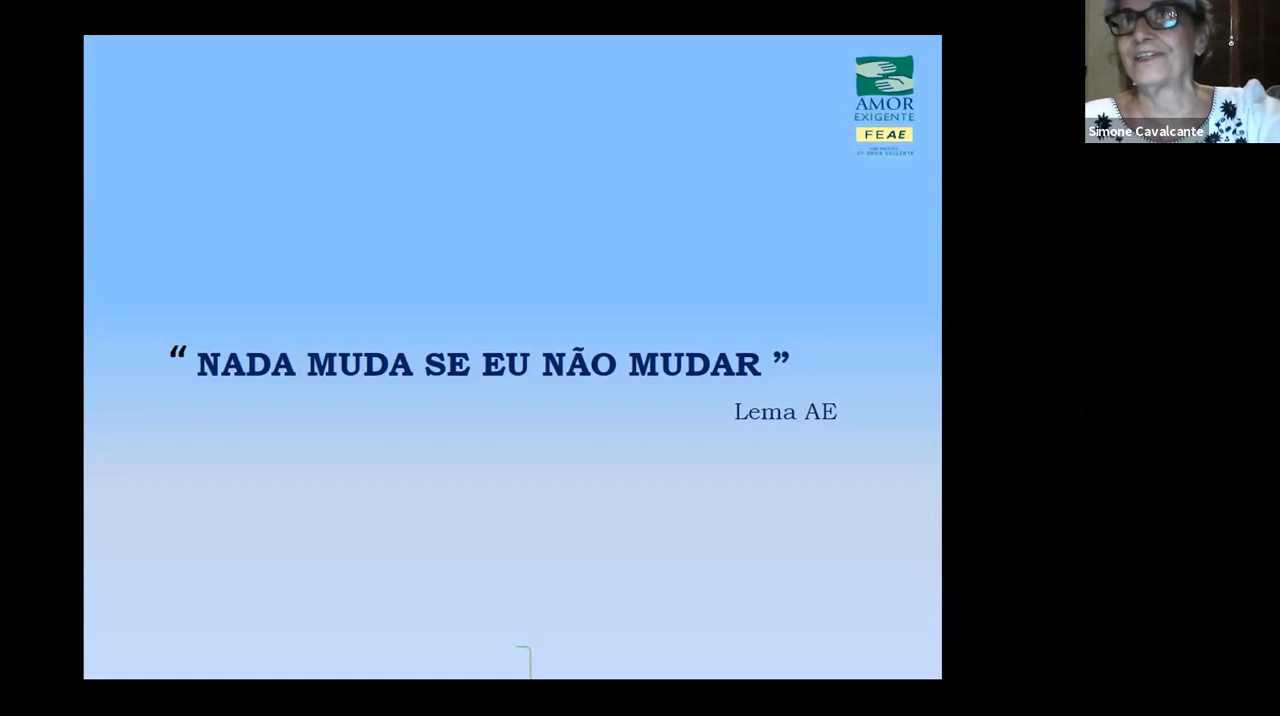 AMOR
EXIGENTE
FEAE
“ NADA MUDA SE EU NÃO MUDAR ”
Lema AE
Simone Cavalcante